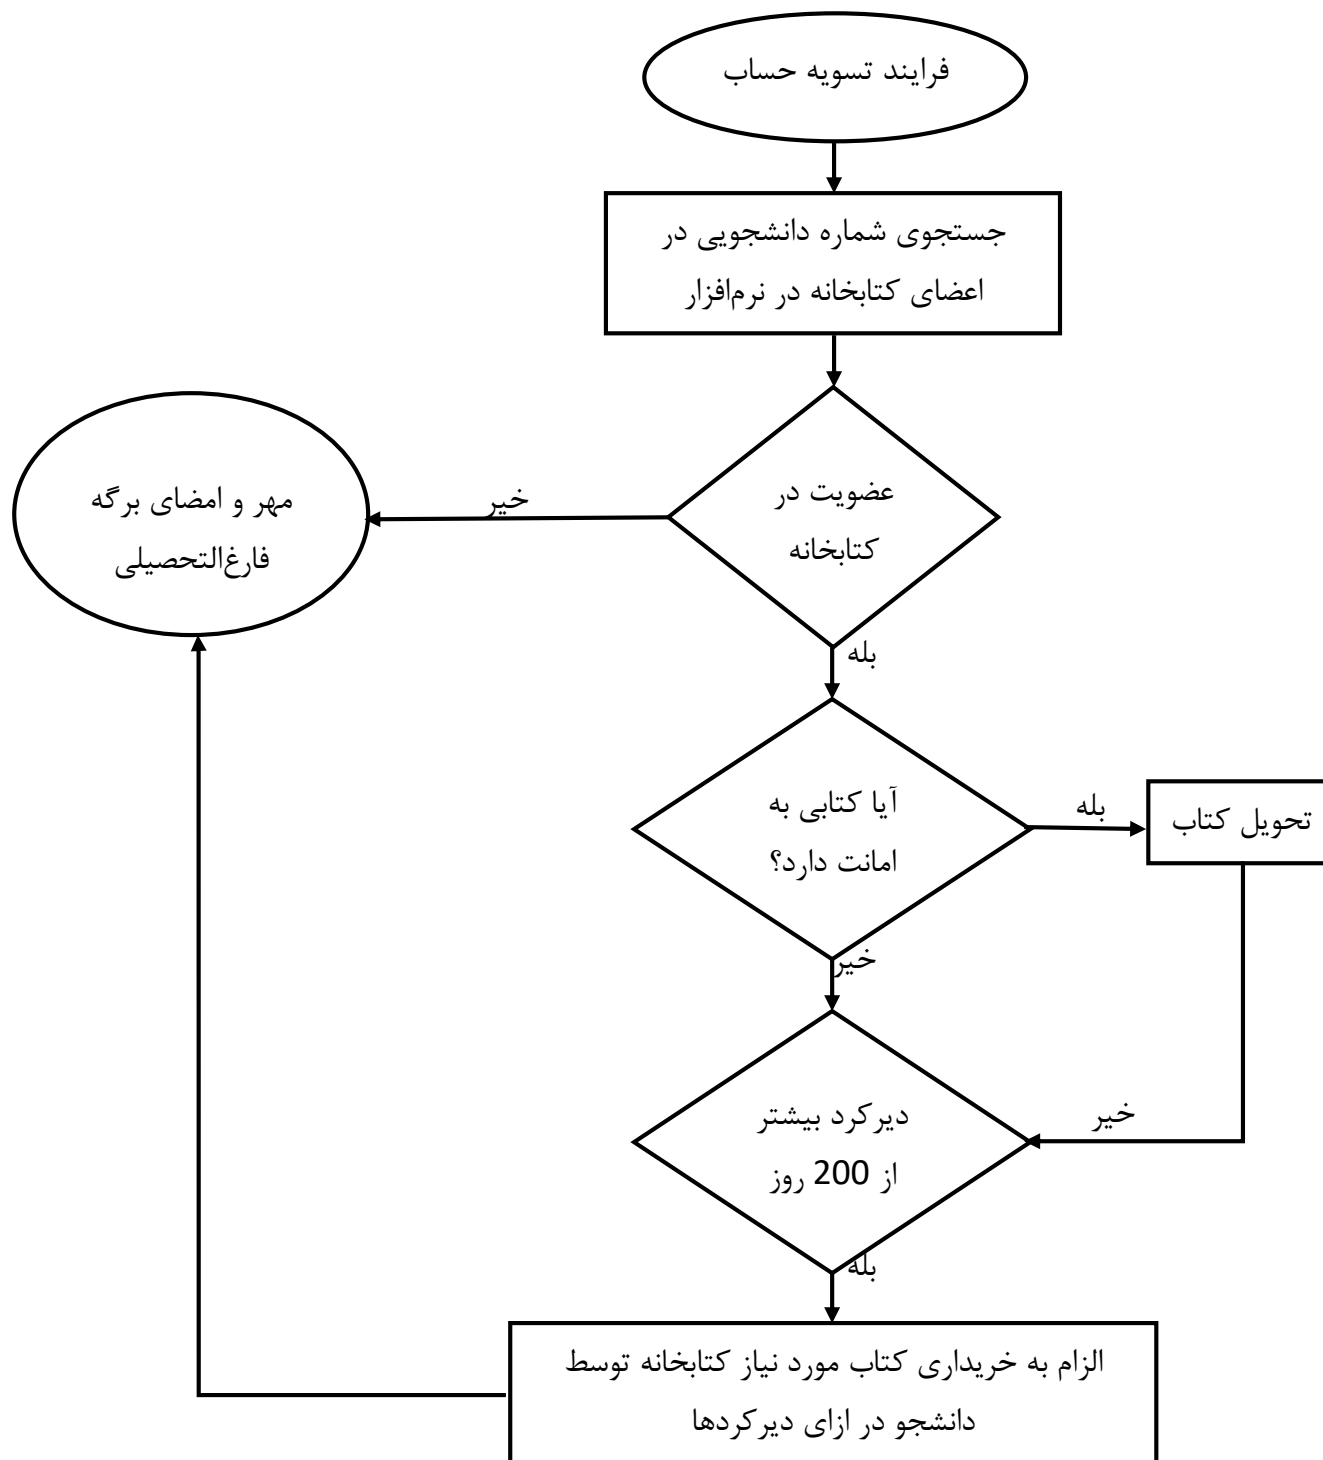 فرایند تسویه حساب
جستجوی شماره دانشجویی در
اعضای کتابخانه در نرم‌افزار
عضویت در
کتابخانه
خیر
مهر و امضای برگه
فارغ‌التحصیلی
بله
آیا کتابی به
امانت دارد؟
بله
تحویل کتاب
خیر
دیرکرد بیشتر
از 200 روز
خیر
بله
الزام به خریداری کتاب مورد نیاز کتابخانه توسط
دانشجو در ازای دیرکردها